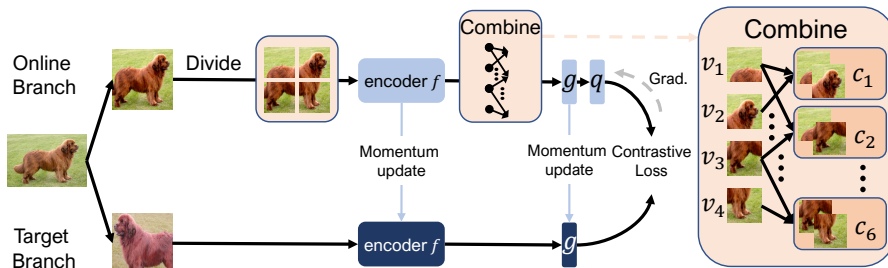 Online
Branch
Divide
encoder f
Combine
g
q
Grad.
Momentum
update
Momentum
update
Contrastive
Loss
Target
Branch
encoder f
g
Combine
v₁
v₂
v₃
v₄
c₁
c₂
c₆